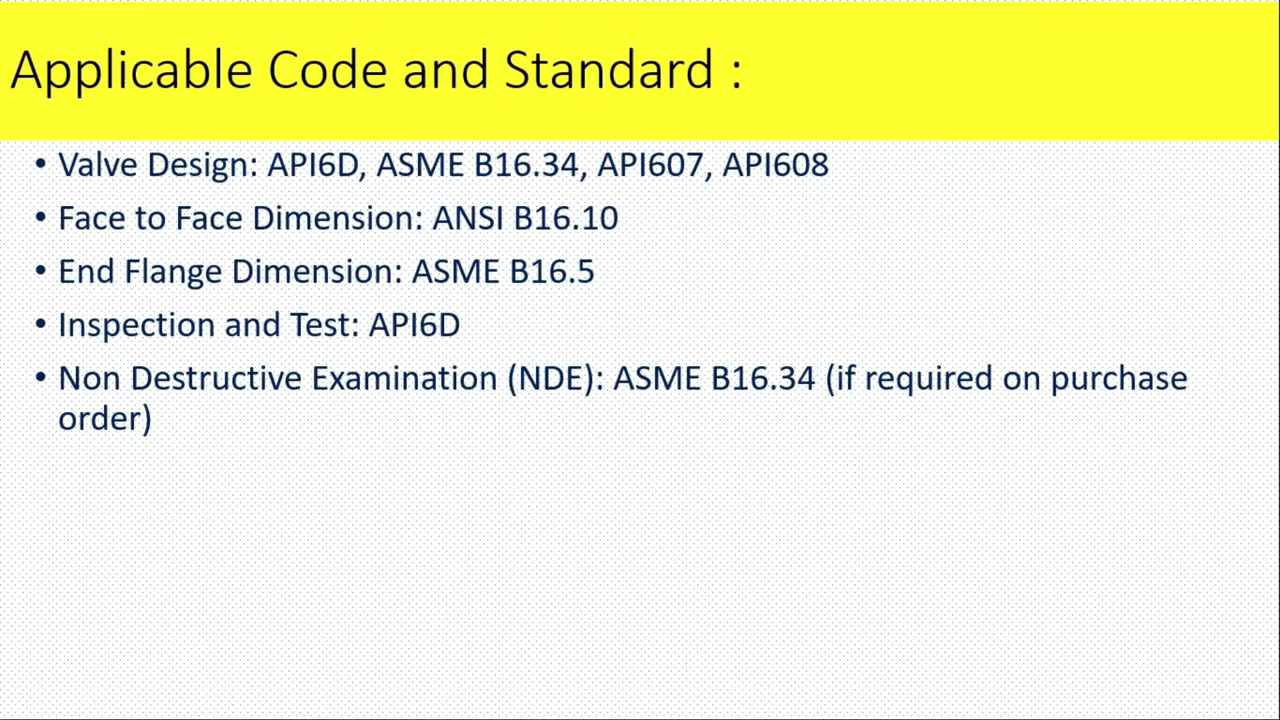 Applicable Code and Standard :
• Valve Design: API6D, ASME B16.34, API607, API608
• Face to Face Dimension: ANSI B16.10
• End Flange Dimension: ASME B16.5
• Inspection and Test: API6D
• Non Destructive Examination (NDE): ASME B16.34 (if required on purchase
order)